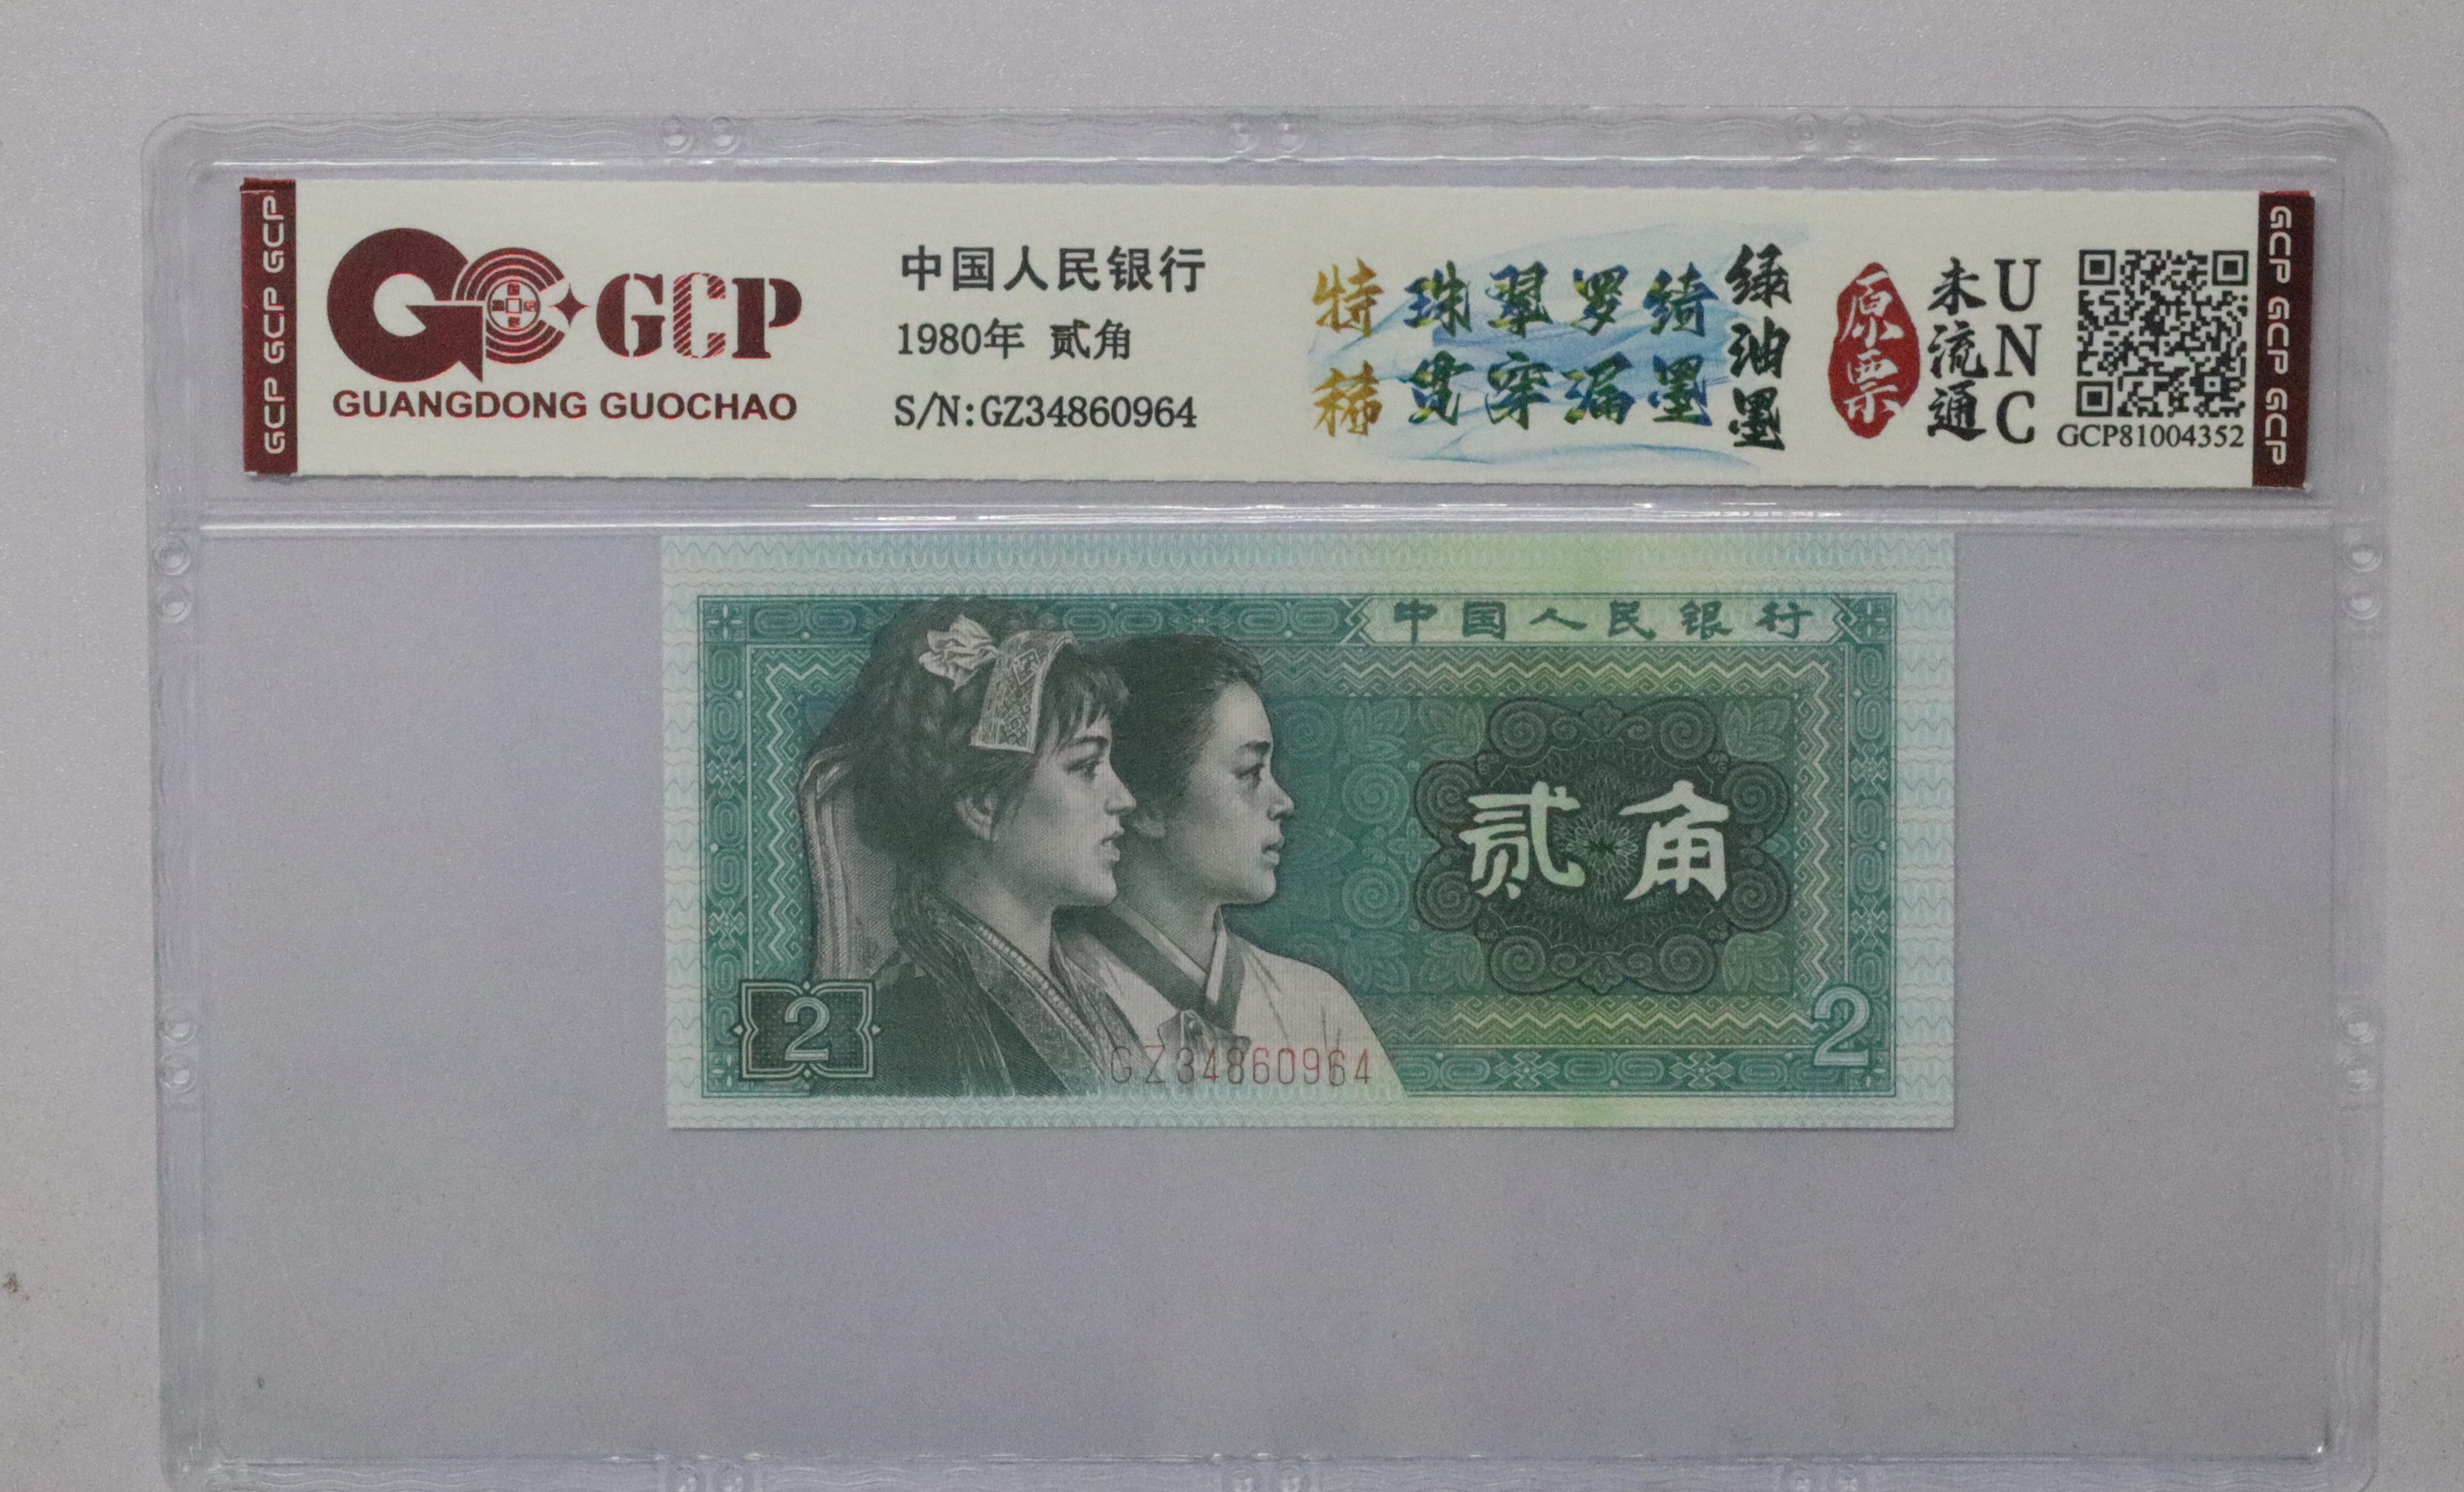 GCP GCP GCP
GCP
GUANGDONG GUOCHAO
中国人民银行
1980年 贰角
S/N:GZ34860964
特稀
珠翠罗绮
贯穿漏墨
绿油墨
原票
未流通
UNC
GCP81004352
GCP GCP GCP
中国人民银行
贰角
2
GZ34860964
2